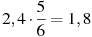 2,4 · 5/6 = 1,8